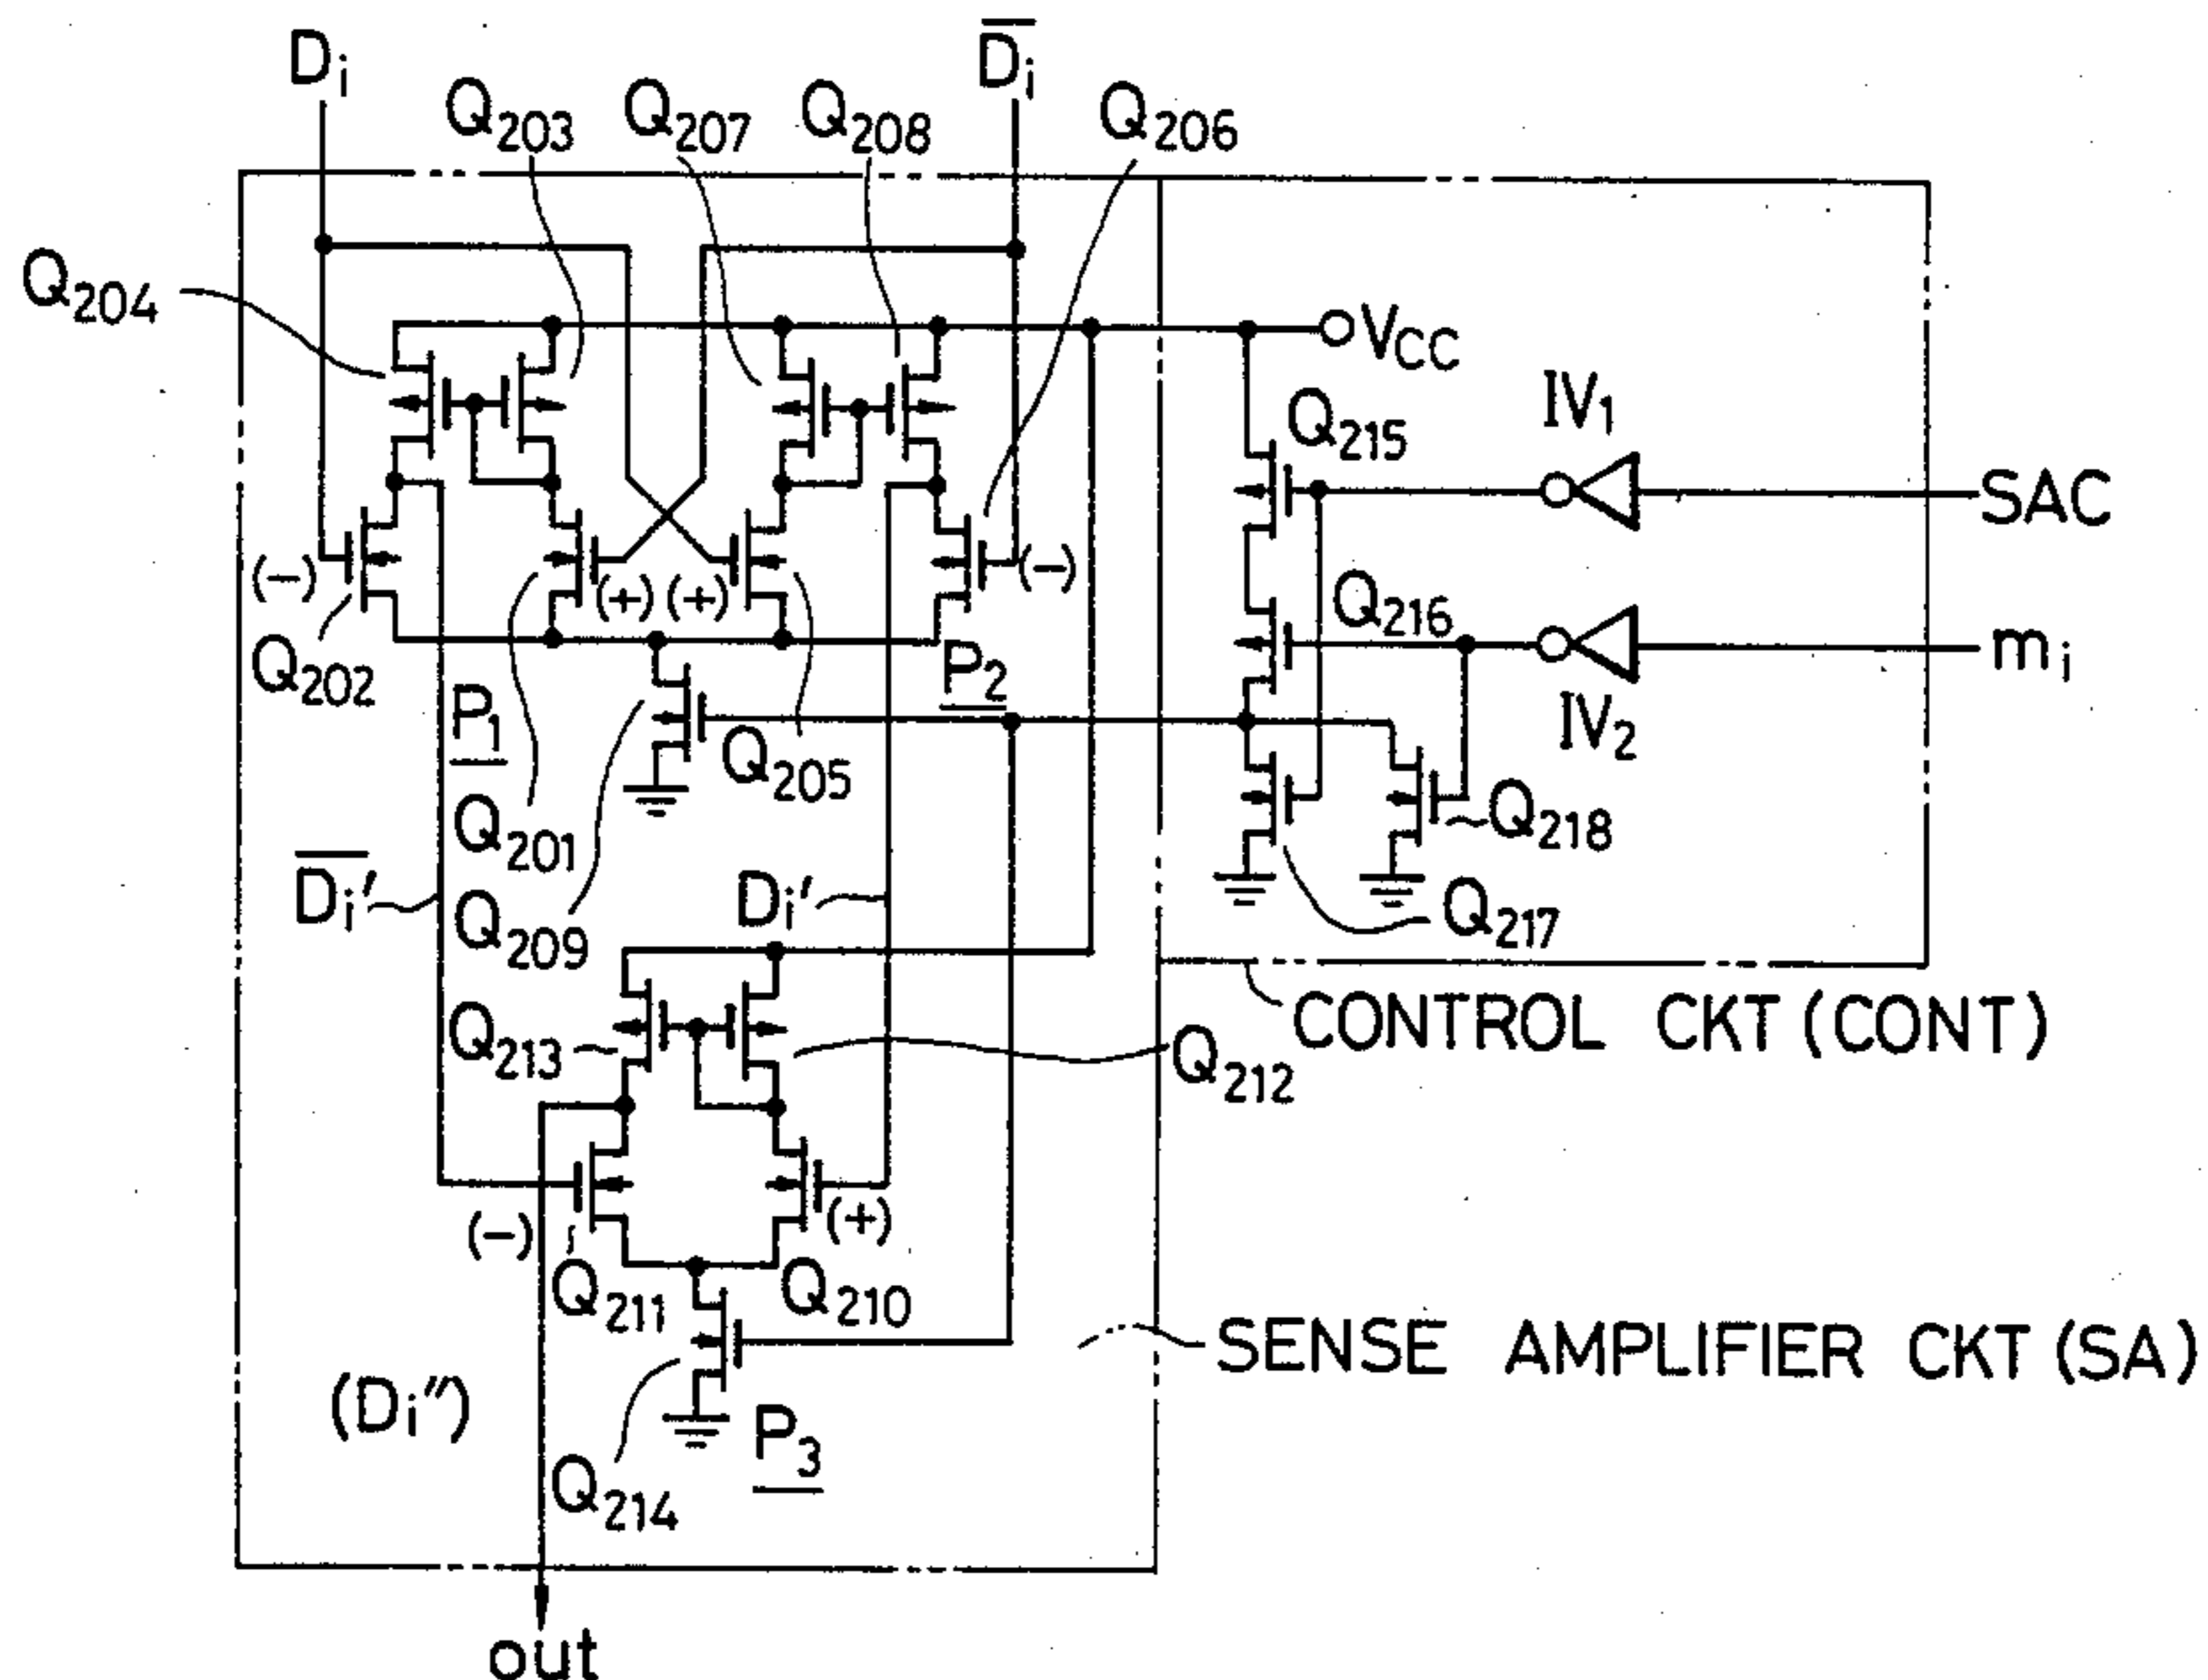 Di
D̅i̅
Q203
Q207
Q208
Q206
Q204
VCC
IV1
Q215
SAC
Q216
mi
IV2
(−)
(+)
(+)
(−)
Q202
P1
P2
Q205
Q201
Q218
Q217
D̅i̅′
Di′
Q209
CONTROL CKT (CONT)
Q213
Q212
(−)
(+)
Q211
Q210
SENSE AMPLIFIER CKT (SA)
(Di″)
P3
Q214
out